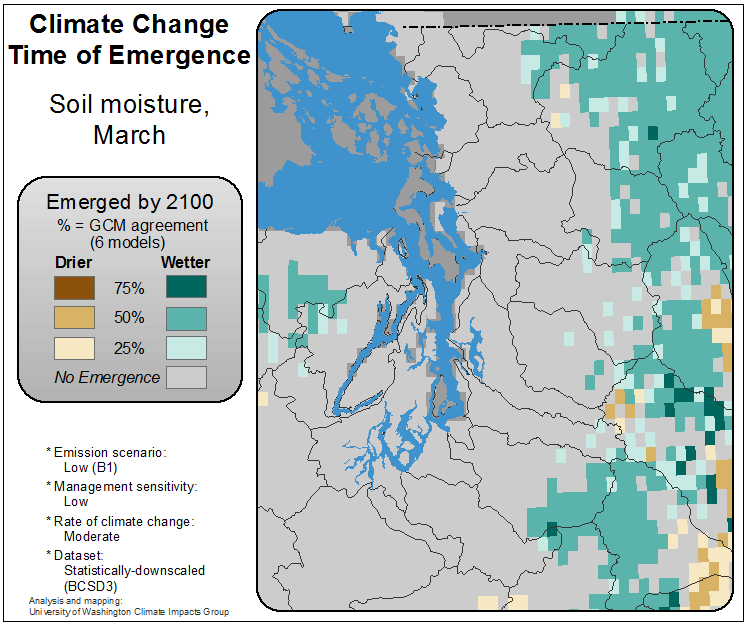 Climate Change
Time of Emergence
Soil moisture,
March
Emerged by 2100
% = GCM agreement
(6 models)
Drier Wetter
75%
50%
25%
No Emergence
* Emission scenario:
Low (B1)
* Management sensitivity:
Low
* Rate of climate change:
Moderate
* Dataset:
Statistically-downscaled
(BCSD3)
Analysis and mapping:
University of Washington Climate Impacts Group